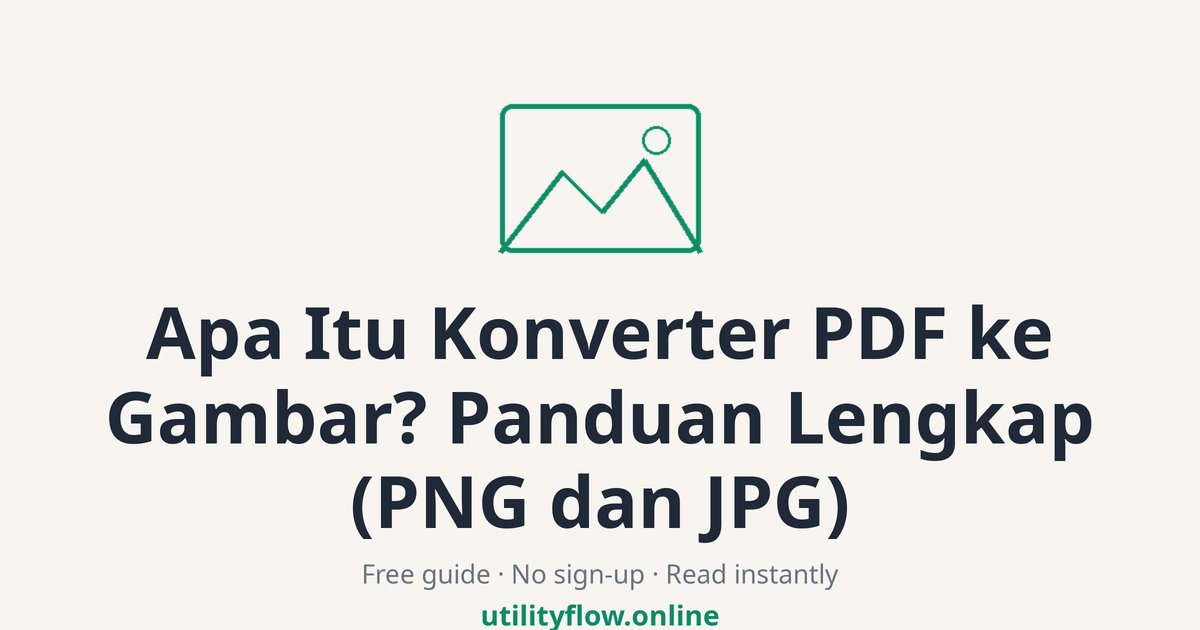 Apa Itu Konverter PDF ke
Gambar? Panduan Lengkap
(PNG dan JPG)
Free guide · No sign-up · Read instantly
utilityflow.online